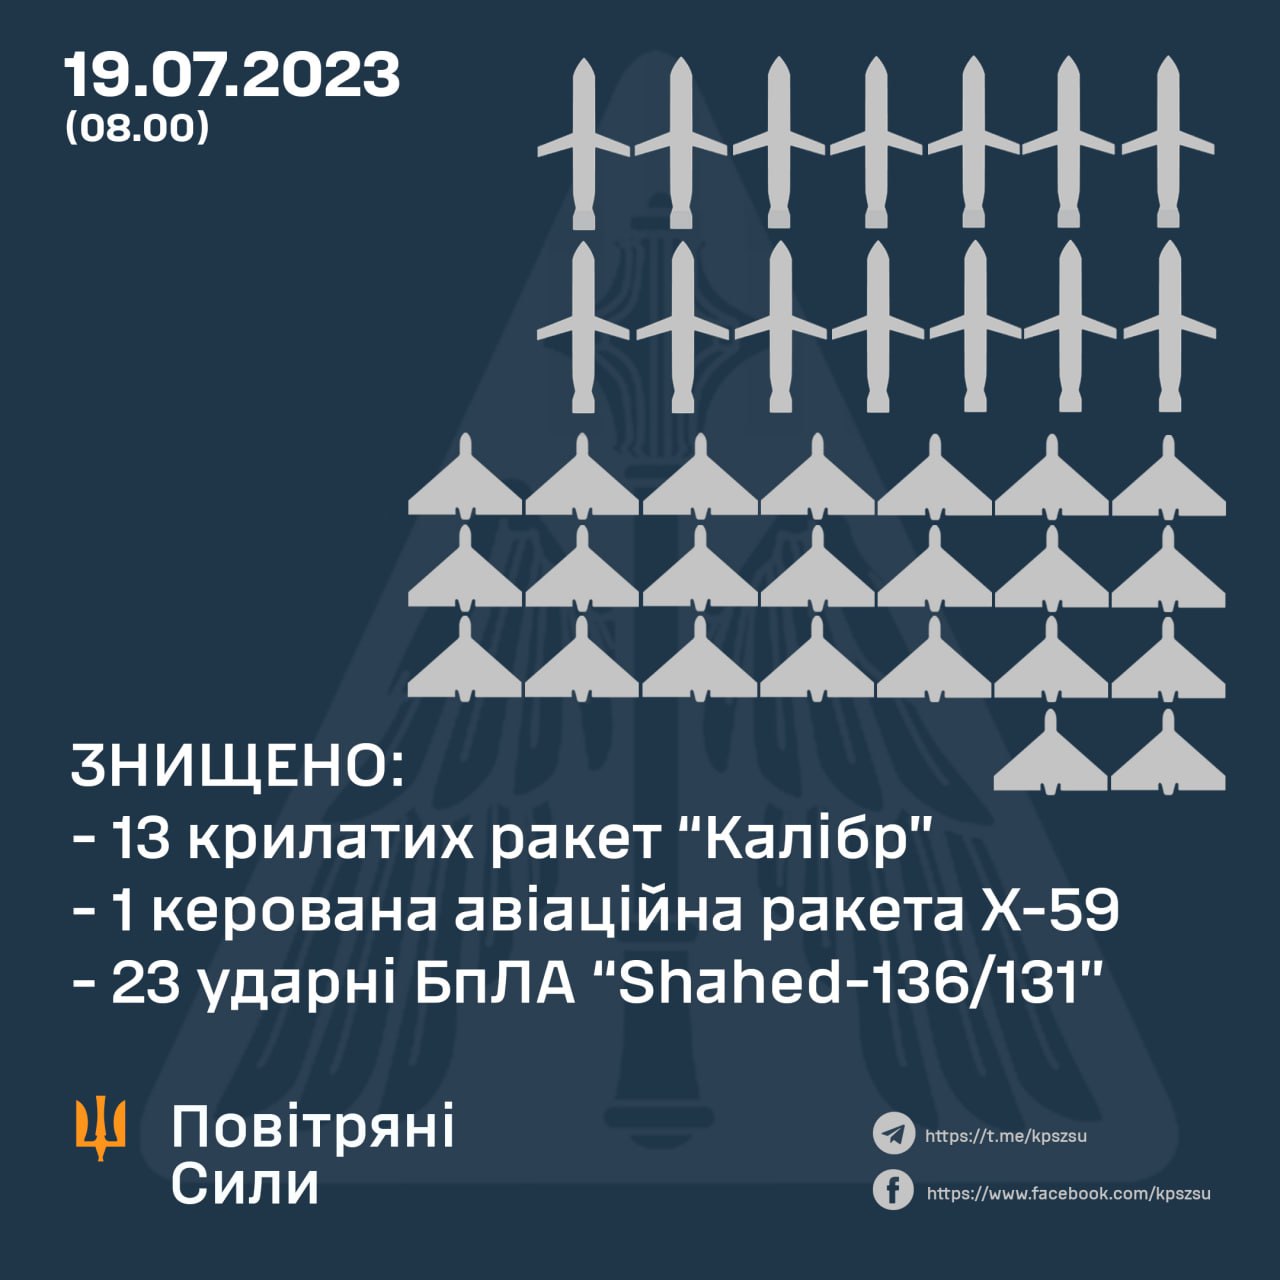 19.07.2023
(08.00)
ЗНИЩЕНО:
- 13 крилатих ракет “Калібр”
- 1 керована авіаційна ракета Х-59
- 23 ударні БпЛА “Shahed-136/131”
Повітряні
Сили
https://t.me/kpszsu
https://www.facebook.com/kpszsu